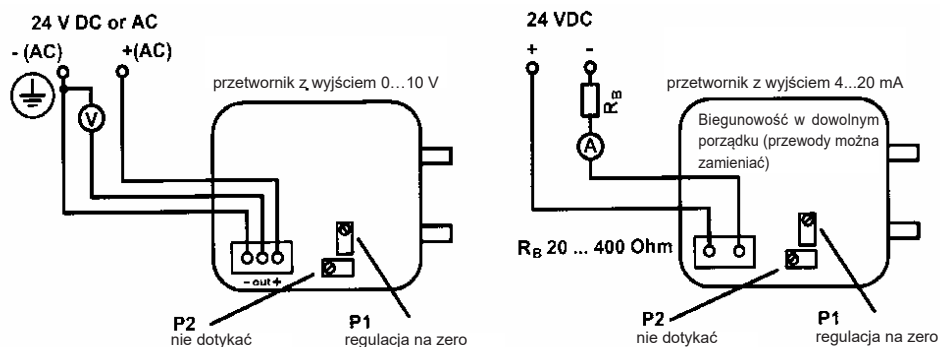 24 V DC or AC
- (AC)
+(AC)
V
przetwornik z wyjściem 0...10 V
- out +
P2
nie dotykać
P1
regulacja na zero
24 VDC
+
-
R_B
A
przetwornik z wyjściem 4...20 mA
Biegunowość w dowolnym
porządku (przewody można
zamieniać)
R_B 20 ... 400 Ohm
P2
nie dotykać
P1
regulacja na zero